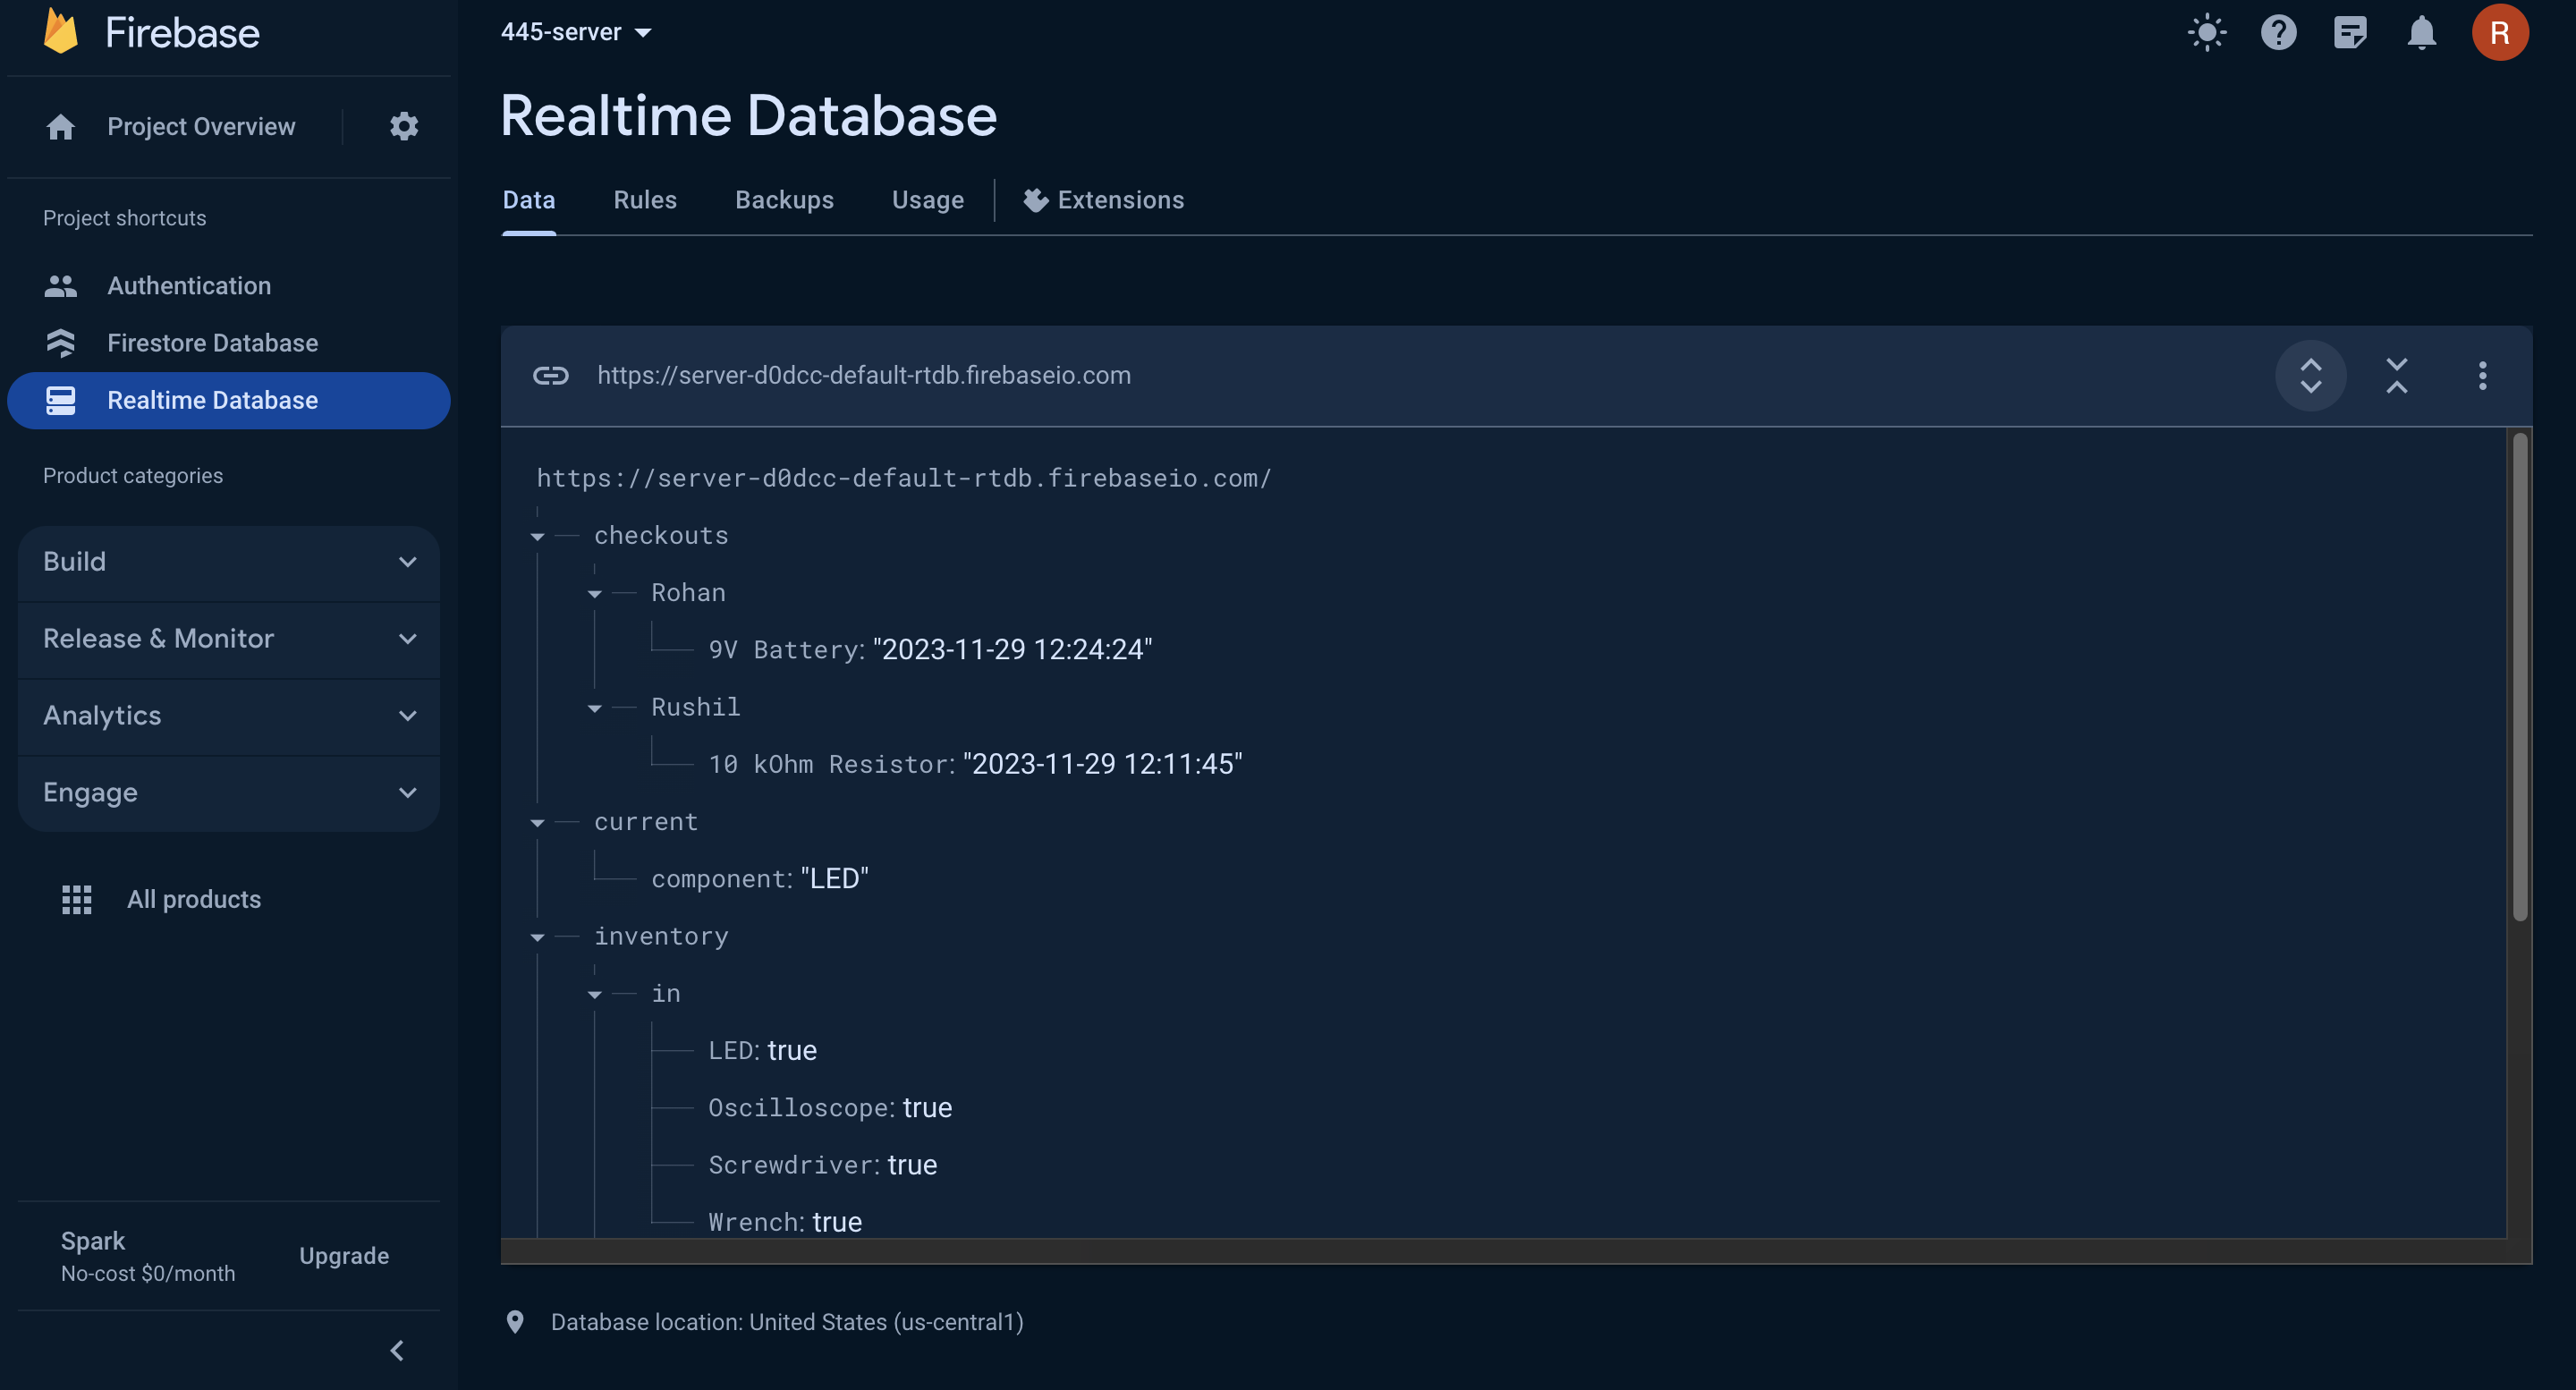 Firebase
Project Overview
Project shortcuts
Authentication
Firestore Database
Realtime Database
Product categories
Build
Release & Monitor
Analytics
Engage
All products
Spark
No-cost $0/month
Upgrade
445-server
R
Realtime Database
Data Rules Backups Usage Extensions
https://server-d0dcc-default-rtdb.firebaseio.com
https://server-d0dcc-default-rtdb.firebaseio.com/
checkouts
Rohan
9V Battery: "2023-11-29 12:24:24"
Rushil
10 kOhm Resistor: "2023-11-29 12:11:45"
current
component: "LED"
inventory
in
LED: true
Oscilloscope: true
Screwdriver: true
Wrench: true
Database location: United States (us-central1)